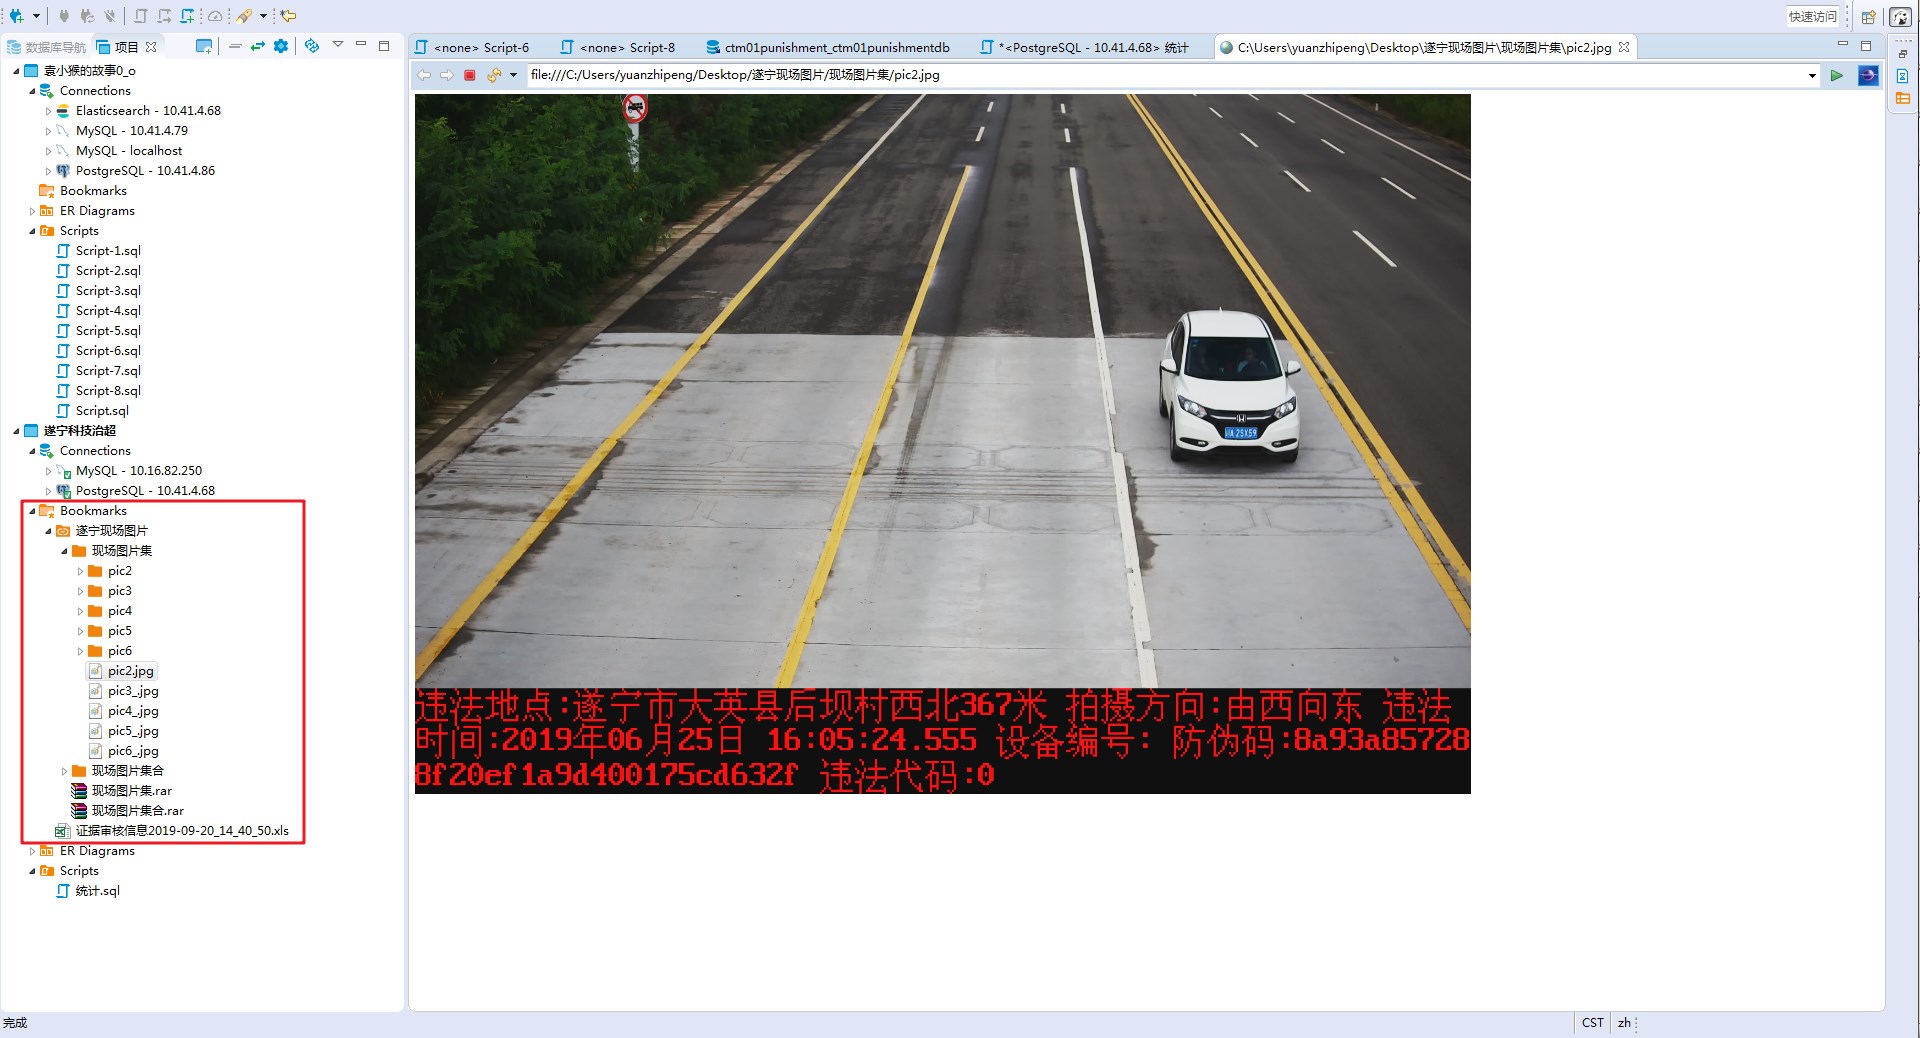 快速访问
数据库导航 项目
<none> Script-6 <none> Script-8 ctm01punishment_ctm01punishmentdb *<PostgreSQL - 10.41.4.68> 统计 C:\Users\yuanzhipeng\Desktop\遂宁现场图片\现场图片集\pic2.jpg
file:///C:/Users/yuanzhipeng/Desktop/遂宁现场图片/现场图片集/pic2.jpg
袁小猴的故事0_o
Connections
Elasticsearch - 10.41.4.68
MySQL - 10.41.4.79
MySQL - localhost
PostgreSQL - 10.41.4.86
Bookmarks
ER Diagrams
Scripts
Script-1.sql
Script-2.sql
Script-3.sql
Script-4.sql
Script-5.sql
Script-6.sql
Script-7.sql
Script-8.sql
Script.sql
遂宁科技治超
Connections
MySQL - 10.16.82.250
PostgreSQL - 10.41.4.68
Bookmarks
遂宁现场图片
现场图片集
pic2
pic3
pic4
pic5
pic6
pic2.jpg
pic3_.jpg
pic4_.jpg
pic5_.jpg
pic6_.jpg
现场图片集合
现场图片集.rar
现场图片集合.rar
证据审核信息2019-09-20_14_40_50.xls
ER Diagrams
Scripts
统计.sql
违法地点:遂宁市大英县后坝村西北367米 拍摄方向:由西向东 违法
时间:2019年06月25日 16:05:24.555 设备编号: 防伪码:8a93a85728
8f20ef1a9d400175cd632f 违法代码:0
完成
CST zh